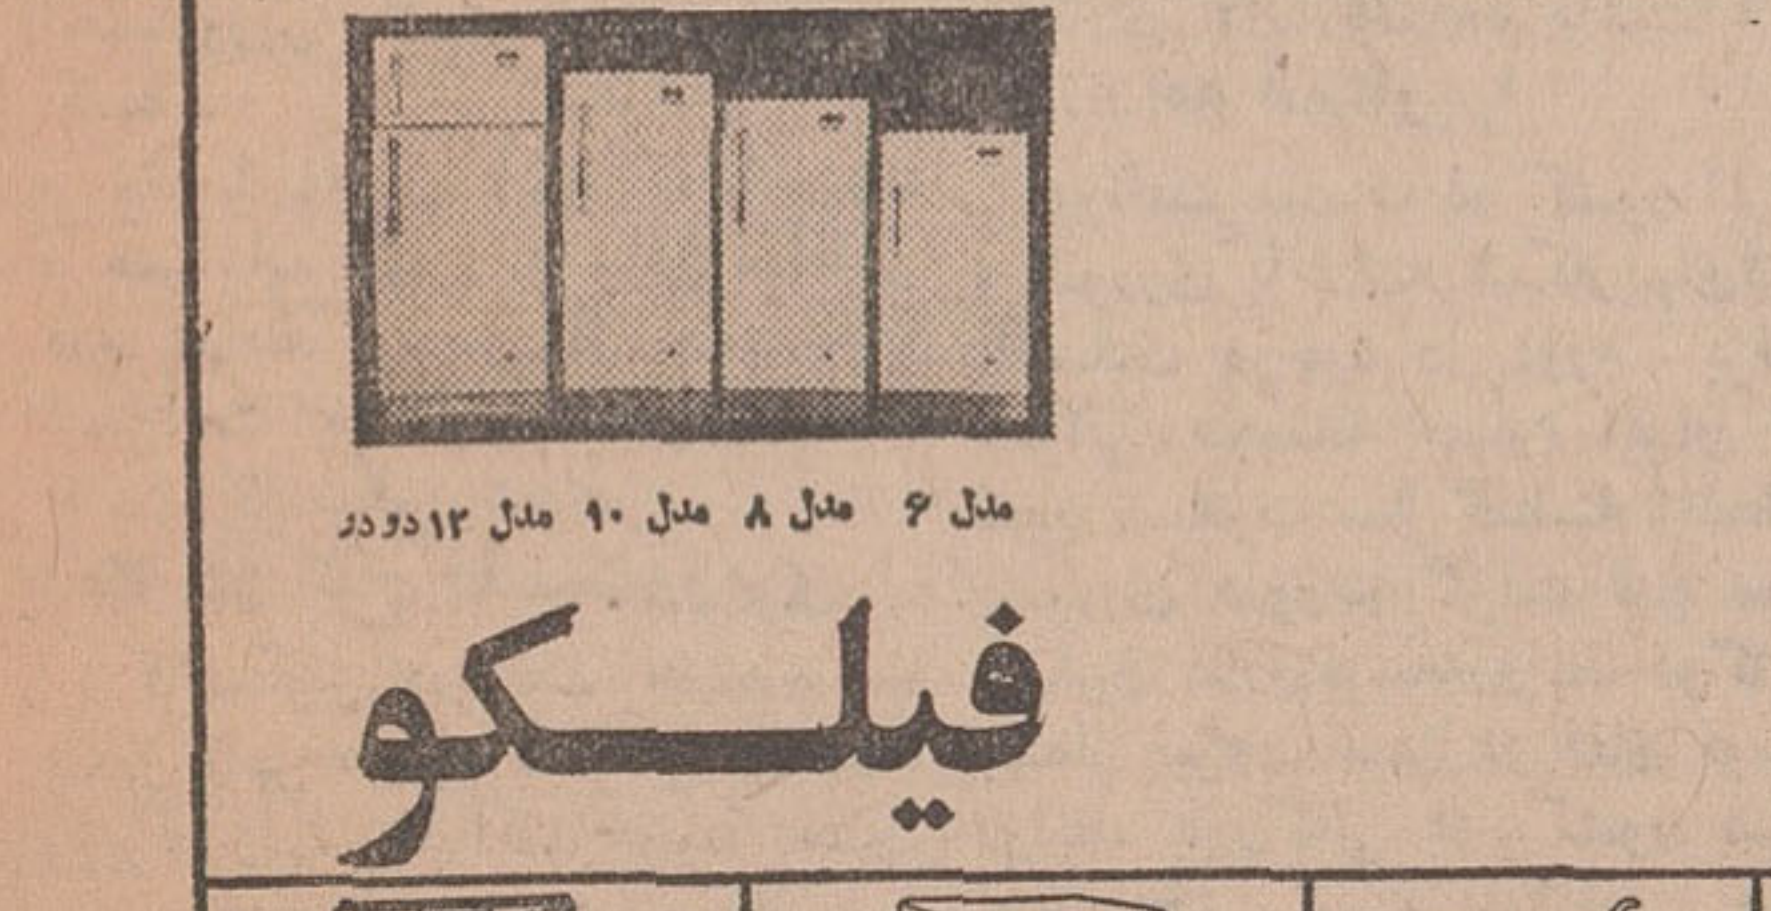 مدل ۶ مدل ۸ مدل ۱۰ مدل ۱۲ دو در
فیلکو